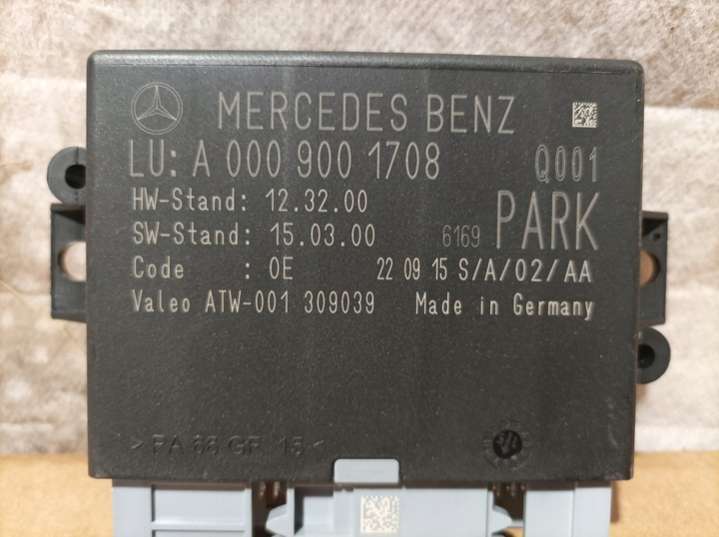 MERCEDES BENZ
LU: A 000 900 1708 Q001
HW-Stand: 12.32.00
SW-Stand: 15.03.00 6169 PARK
Code : 0E 22 09 15 S/A/02/AA
Valeo ATW-001 309039 Made in Germany
>PA 66 GF 15<